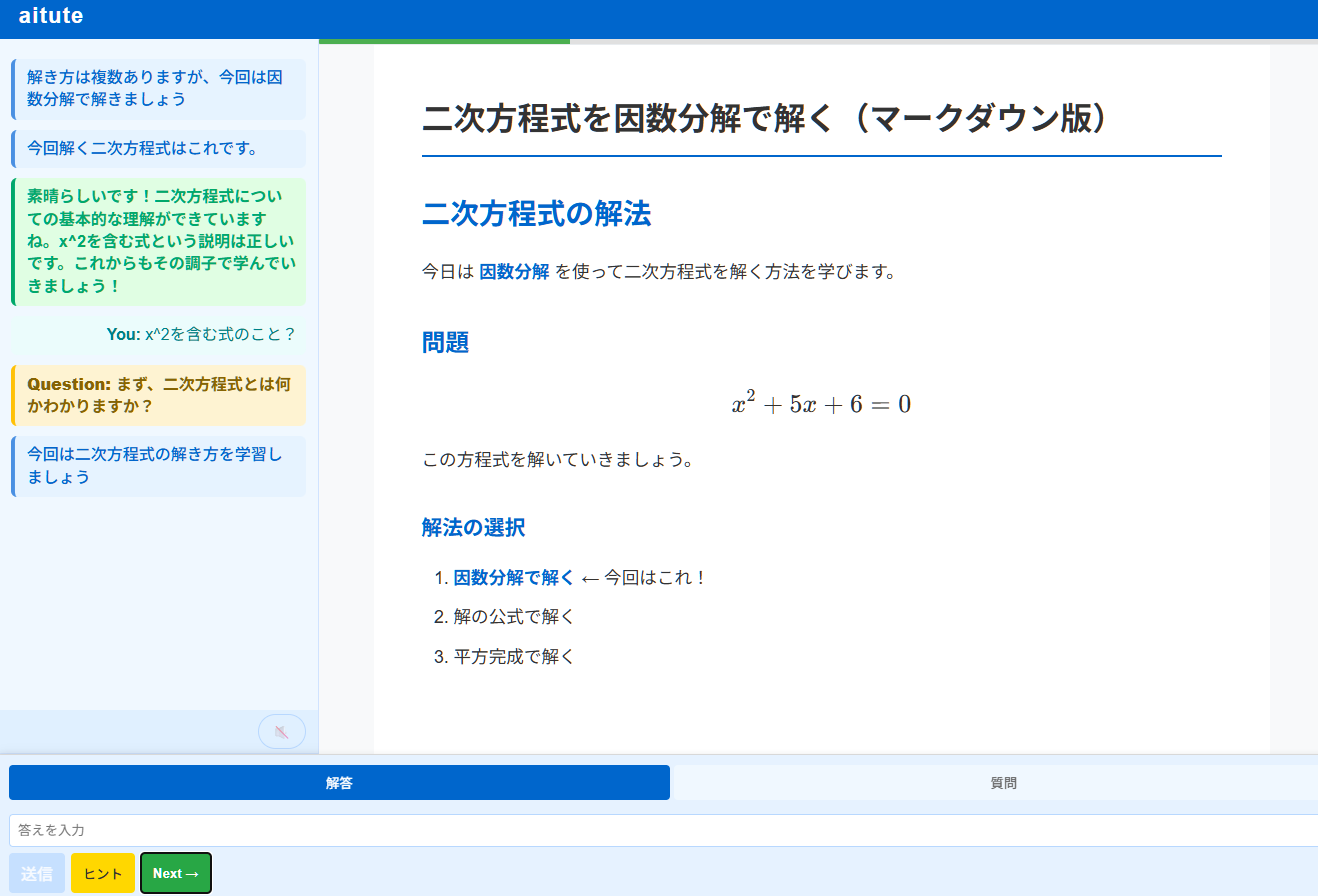 aitute
解き方は複数ありますが、今回は因
数分解で解きましょう
今回解く二次方程式はこれです。
素晴らしいです！二次方程式につい
ての基本的な理解ができています
ね。x^2を含む式という説明は正しい
です。これからもその調子で学んでい
きましょう！
You: x^2を含む式のこと？
Question: まず、二次方程式とは何
かわかりますか？
今回は二次方程式の解き方を学習し
ましょう
二次方程式を因数分解で解く（マークダウン版）
二次方程式の解法
今日は 因数分解 を使って二次方程式を解く方法を学びます。
問題
x² + 5x + 6 = 0
この方程式を解いていきましょう。
解法の選択
1. 因数分解で解く ← 今回はこれ！
2. 解の公式で解く
3. 平方完成で解く
解答
質問
答えを入力
送信
ヒント
Next →